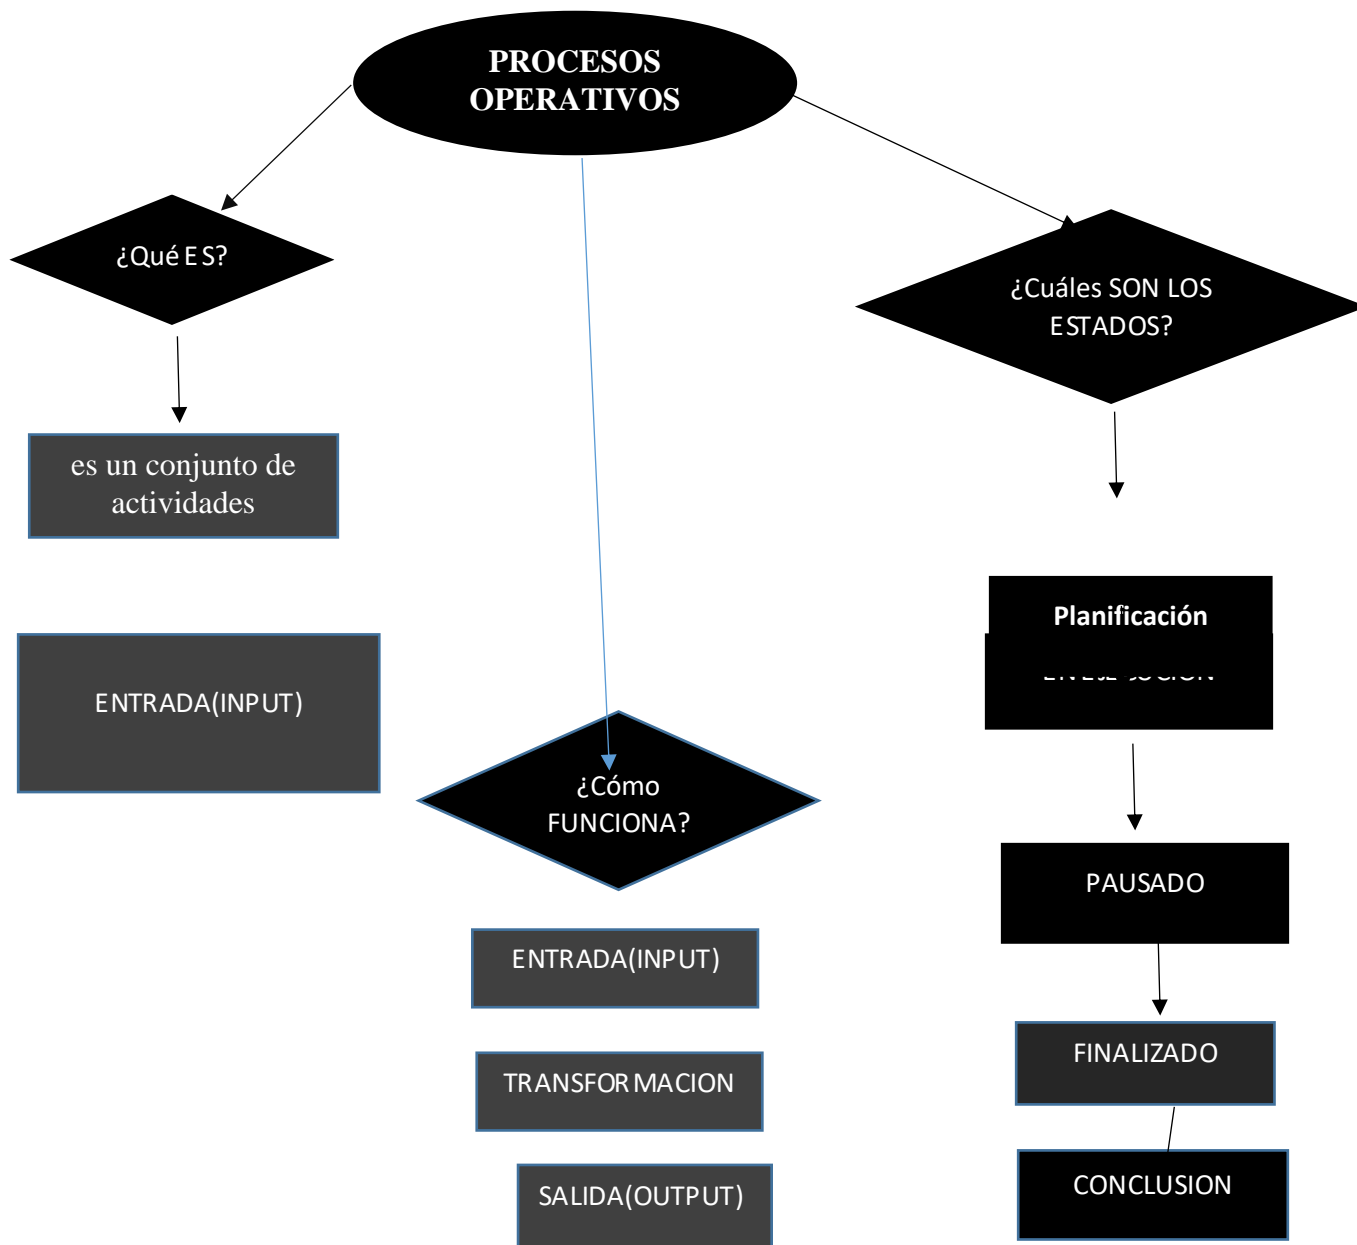 PROCESOS
OPERATIVOS
¿Qué ES?
es un conjunto de
actividades
ENTRADA(INPUT)
¿Cómo
FUNCIONA?
ENTRADA(INPUT)
TRANSFORMACION
SALIDA(OUTPUT)
¿Cuáles SON LOS
ESTADOS?
Planificación
PAUSADO
FINALIZADO
CONCLUSION